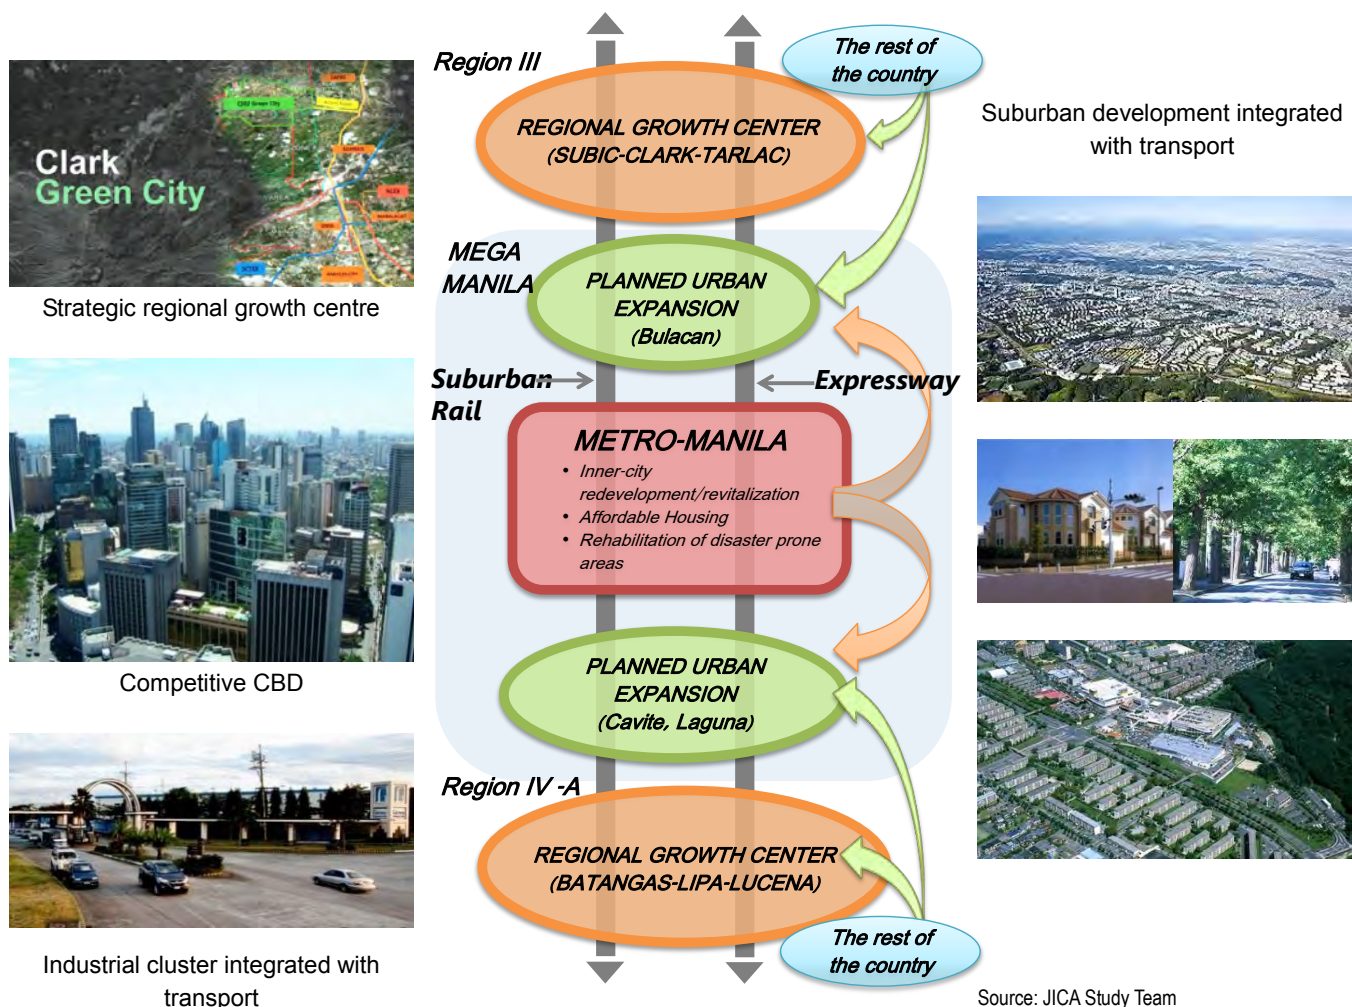 Region III
The rest of
the country
REGIONAL GROWTH CENTER
(SUBIC-CLARK-TARLAC)
Clark
Green City
Strategic regional growth centre
Suburban development integrated
with transport
MEGA
MANILA
PLANNED URBAN
EXPANSION
(Bulacan)
Suburban
Rail
Expressway
METRO-MANILA
• Inner-city
redevelopment/revitalization
• Affordable Housing
• Rehabilitation of disaster prone
areas
Competitive CBD
PLANNED URBAN
EXPANSION
(Cavite, Laguna)
Region IV -A
REGIONAL GROWTH CENTER
(BATANGAS-LIPA-LUCENA)
The rest of
the country
Industrial cluster integrated with
transport
Source: JICA Study Team